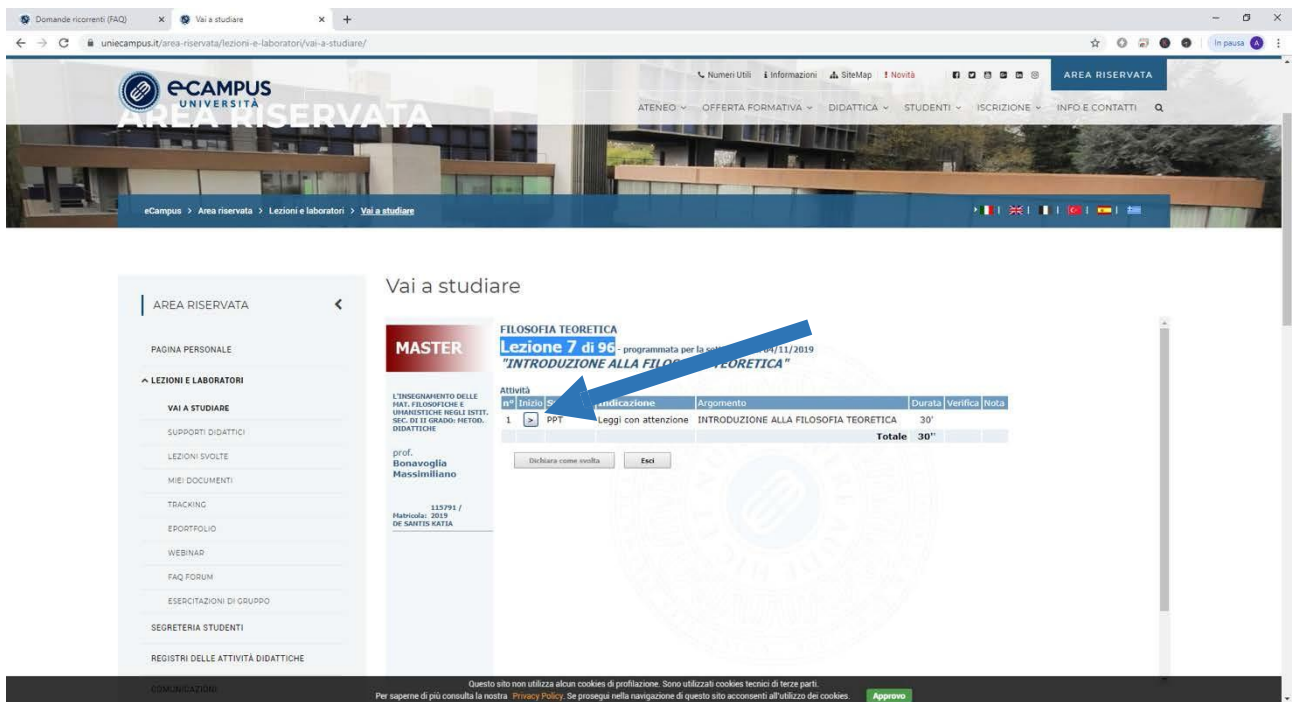 Domande ricorrenti (FAQ)
Vai a studiare
uniecampus.it/area-riservata/lezioni-e-laboratori/vai-a-studiare/
In pausa
A
Numeri Utili
Informazioni
SiteMap
Novità
AREA RISERVATA
eCAMPUS
UNIVERSITÀ
ATENEO
OFFERTA FORMATIVA
DIDATTICA
STUDENTI
ISCRIZIONE
INFO E CONTATTI
AREA RISERVATA
eCampus > Area riservata > Lezioni e laboratori > Vai a studiare
AREA RISERVATA
PAGINA PERSONALE
LEZIONI E LABORATORI
VAI A STUDIARE
SUPPORTI DIDATTICI
LEZIONI SVOLTE
MIEI DOCUMENTI
TRACKING
EPORTFOLIO
WEBINAR
FAQ FORUM
ESERCITAZIONI DI GRUPPO
SEGRETERIA STUDENTI
REGISTRI DELLE ATTIVITÀ DIDATTICHE
COMUNICAZIONI
Vai a studiare
MASTER
L'INSEGNAMENTO DELLE
MAT. FILOSOFICHE E
UMANISTICHE NEGLI ISTIT.
SEC. DI II GRADO: METOD.
DIDATTICHE
prof.
Bonavoglia
Massimiliano
115791 /
Matricola: 2019
DE SANTIS KATIA
FILOSOFIA TEORETICA
Lezione 7 di 96 - programmata per la 04/11/2019
"INTRODUZIONE ALLA TEORETICA"
Attività
nº Inizio Indicazione Argomento Durata Verifica Nota
1 > PPT Leggi con attenzione INTRODUZIONE ALLA FILOSOFIA TEORETICA 30'
Totale 30''
Dichiara come svolta
Esci
Questo sito non utilizza alcun cookies di profilazione. Sono utilizzati cookies tecnici di terze parti.
Per saperne di più consulta la nostra Privacy Policy. Se prosegui nella navigazione di questo sito acconsenti all'utilizzo dei cookies. Approvo